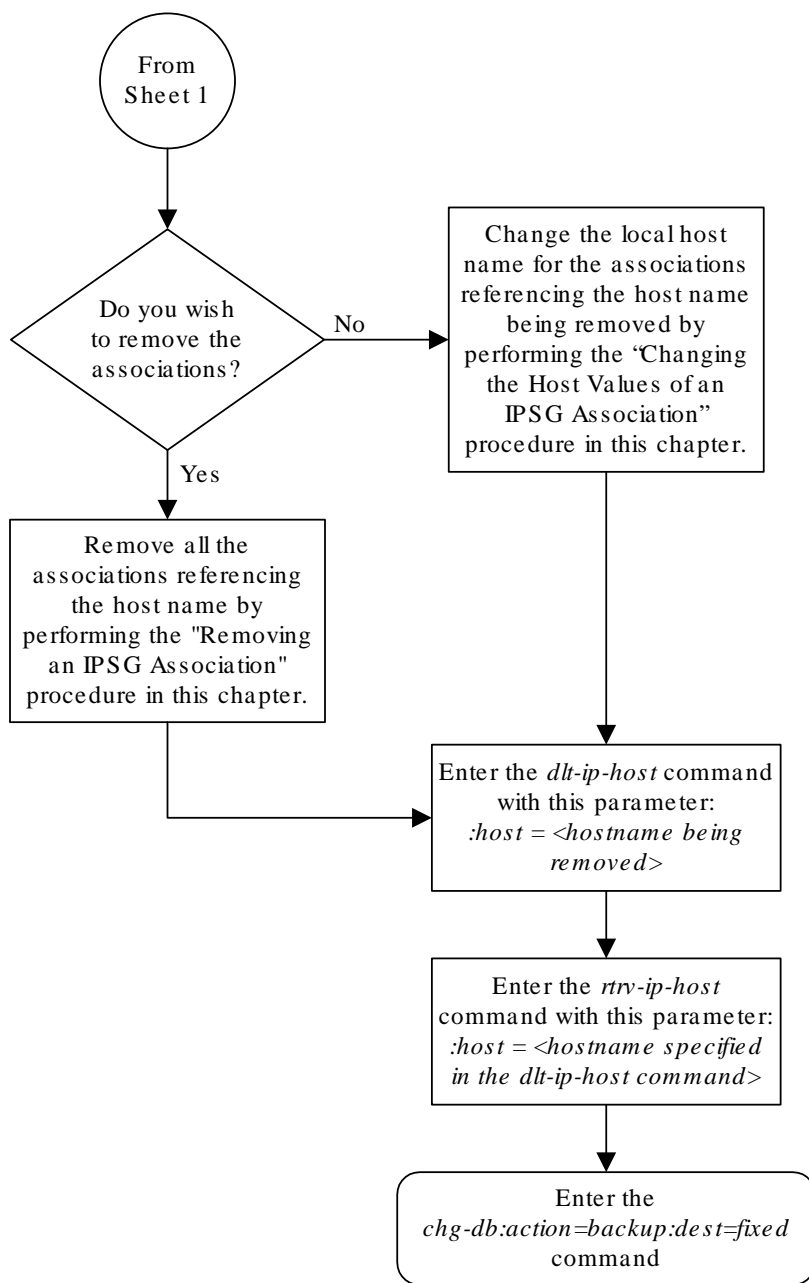 From
Sheet 1
Do you wish
to remove the
associations?
No
Change the local host
name for the associations
referencing the host name
being removed by
performing the “Changing
the Host Values of an
IPSG Association”
procedure in this chapter.
Yes
Remove all the
associations referencing
the host name by
performing the "Removing
an IPSG Association"
procedure in this chapter.
Enter the dlt-ip-host command
with this parameter:
:host = <hostname being
removed>
Enter the rtrv-ip-host
command with this parameter:
:host = <hostname specified
in the dlt-ip-host command>
Enter the
chg-db:action=backup:dest=fixed
command